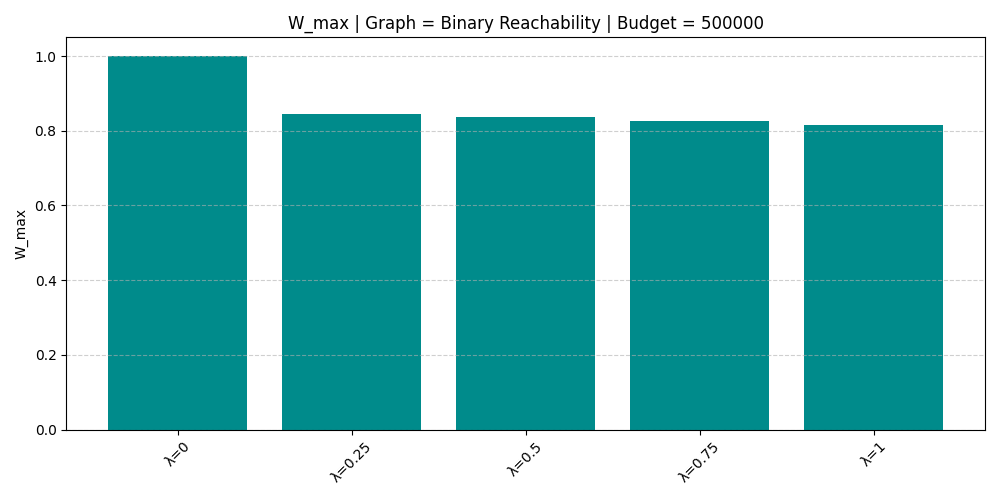 W_max | Graph = Binary Reachability | Budget = 500000
W_max
1.0
0.8
0.6
0.4
0.2
0.0
λ=0
λ=0.25
λ=0.5
λ=0.75
λ=1